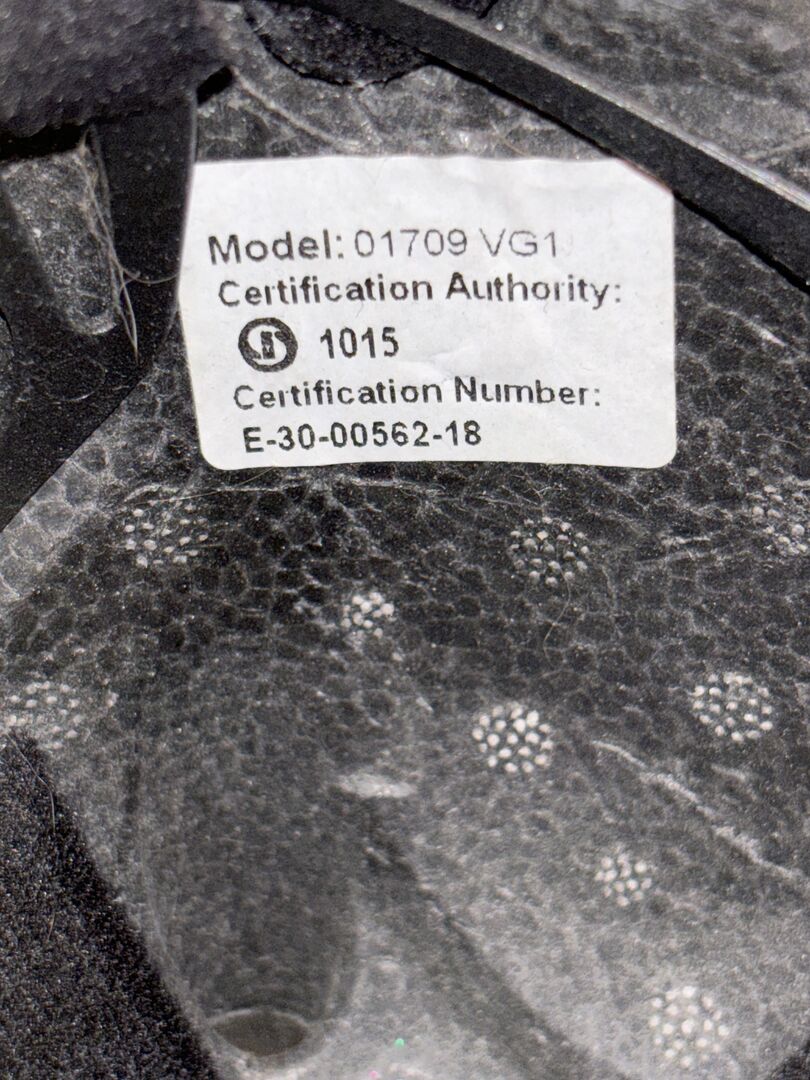 Model: 01709 VG1
Certification Authority:
1015
Certification Number:
E-30-00562-18